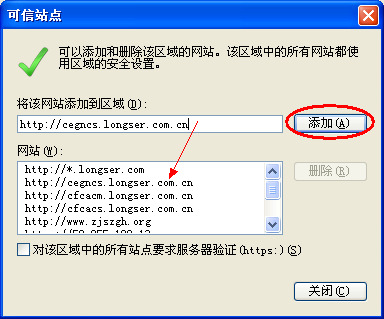 可信站点
可以添加和删除该区域的网站。该区域中的所有网站都使
用区域的安全设置。
将该网站添加到区域(D):
http://cegncs.longser.com.cn
添加(A)
网站(W):
http://*.longser.com
http://cegncs.longser.com.cn
http://cfcacm.longser.com.cn
http://cfcacs.longser.com.cn
http://www.zjszgh.org
删除(R)
对该区域中的所有站点要求服务器验证(https:)(S)
关闭(C)